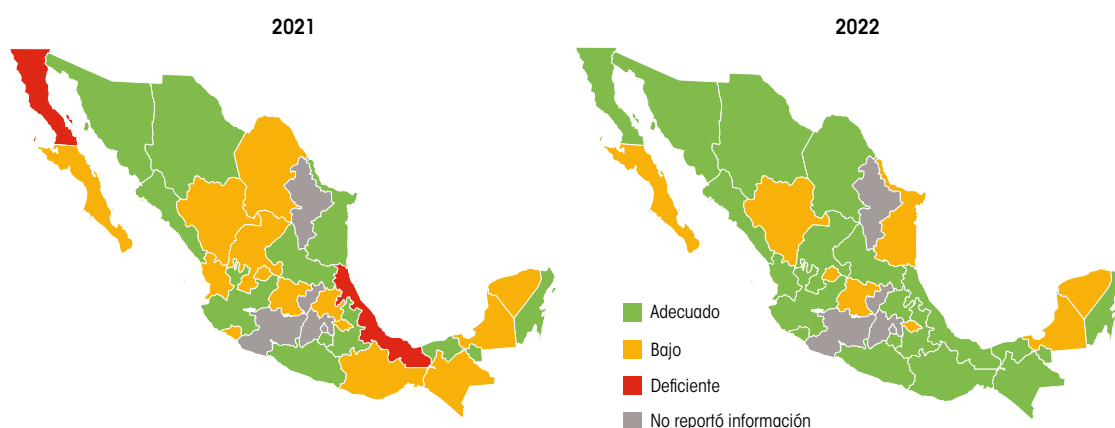 2021
2022
Adecuado
Bajo
Deficiente
No reportó información